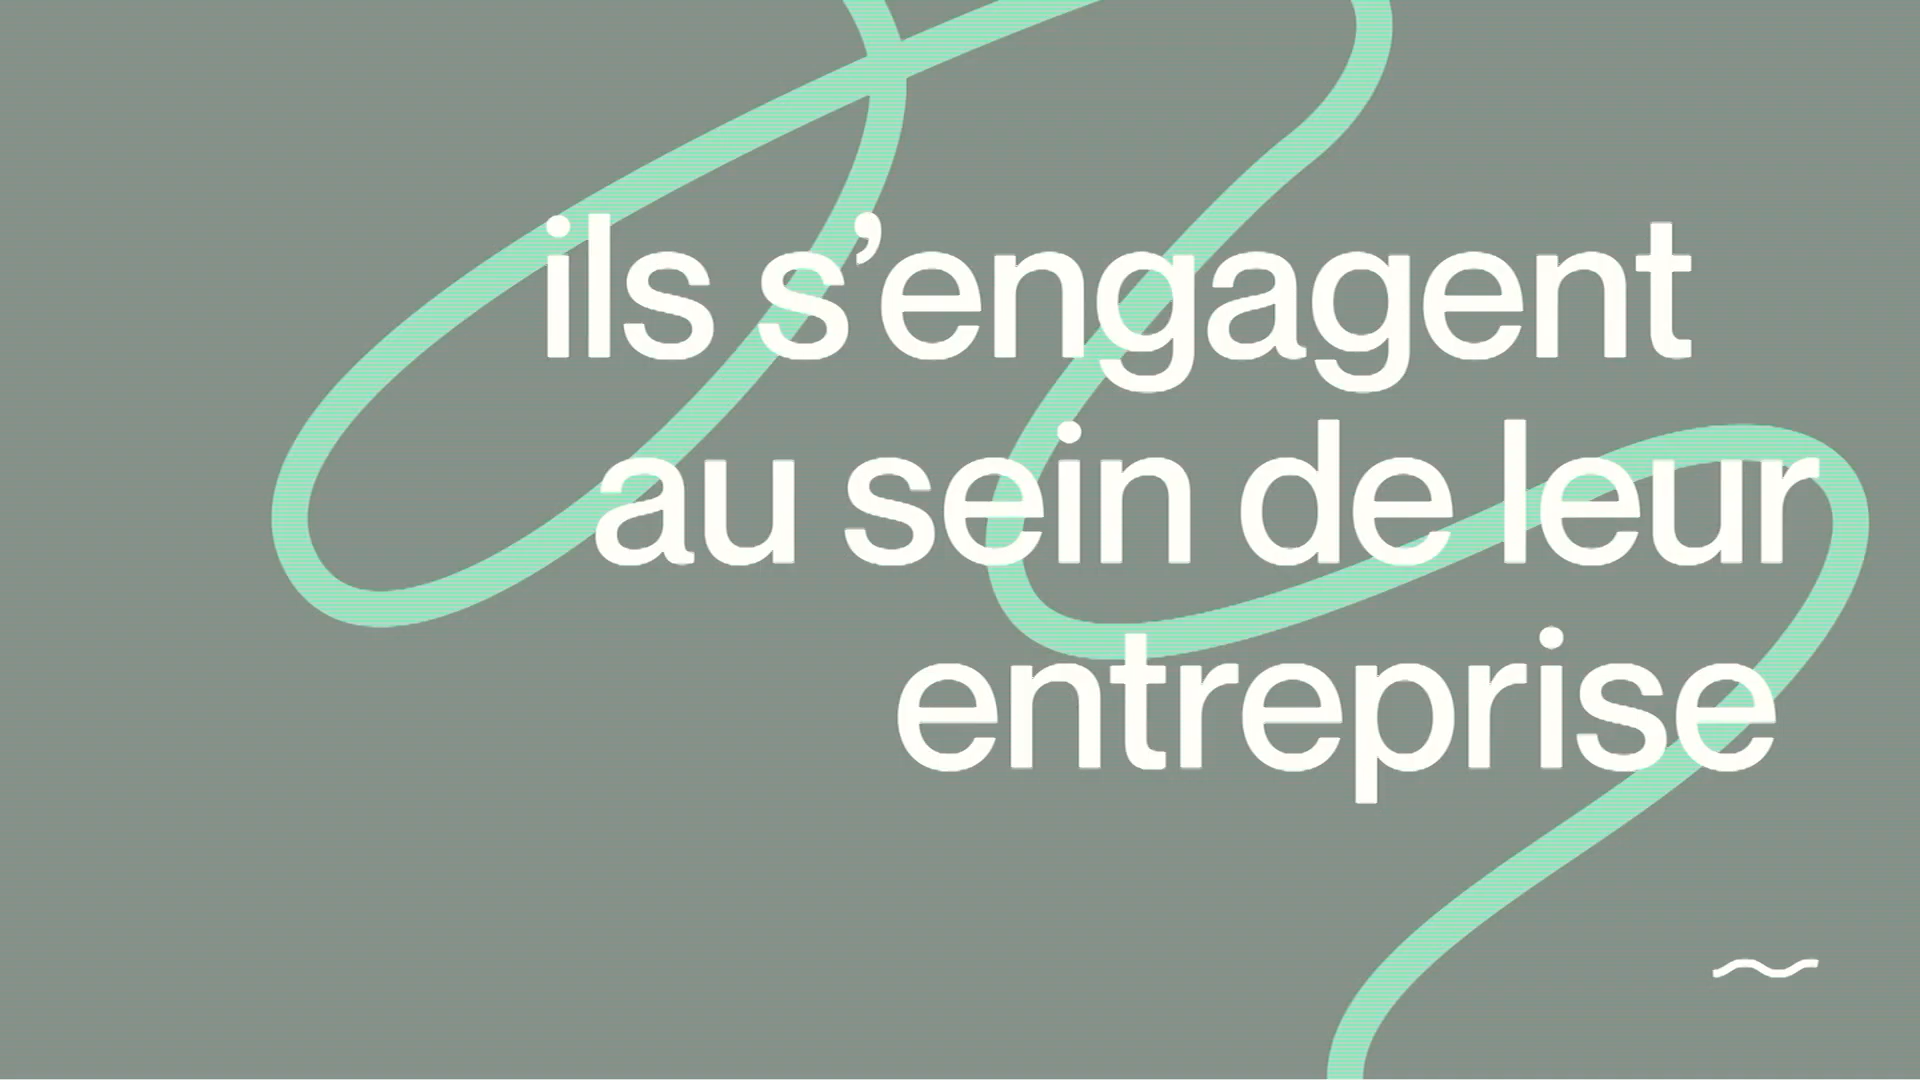 ils s’engagent
au sein de leur
entreprise